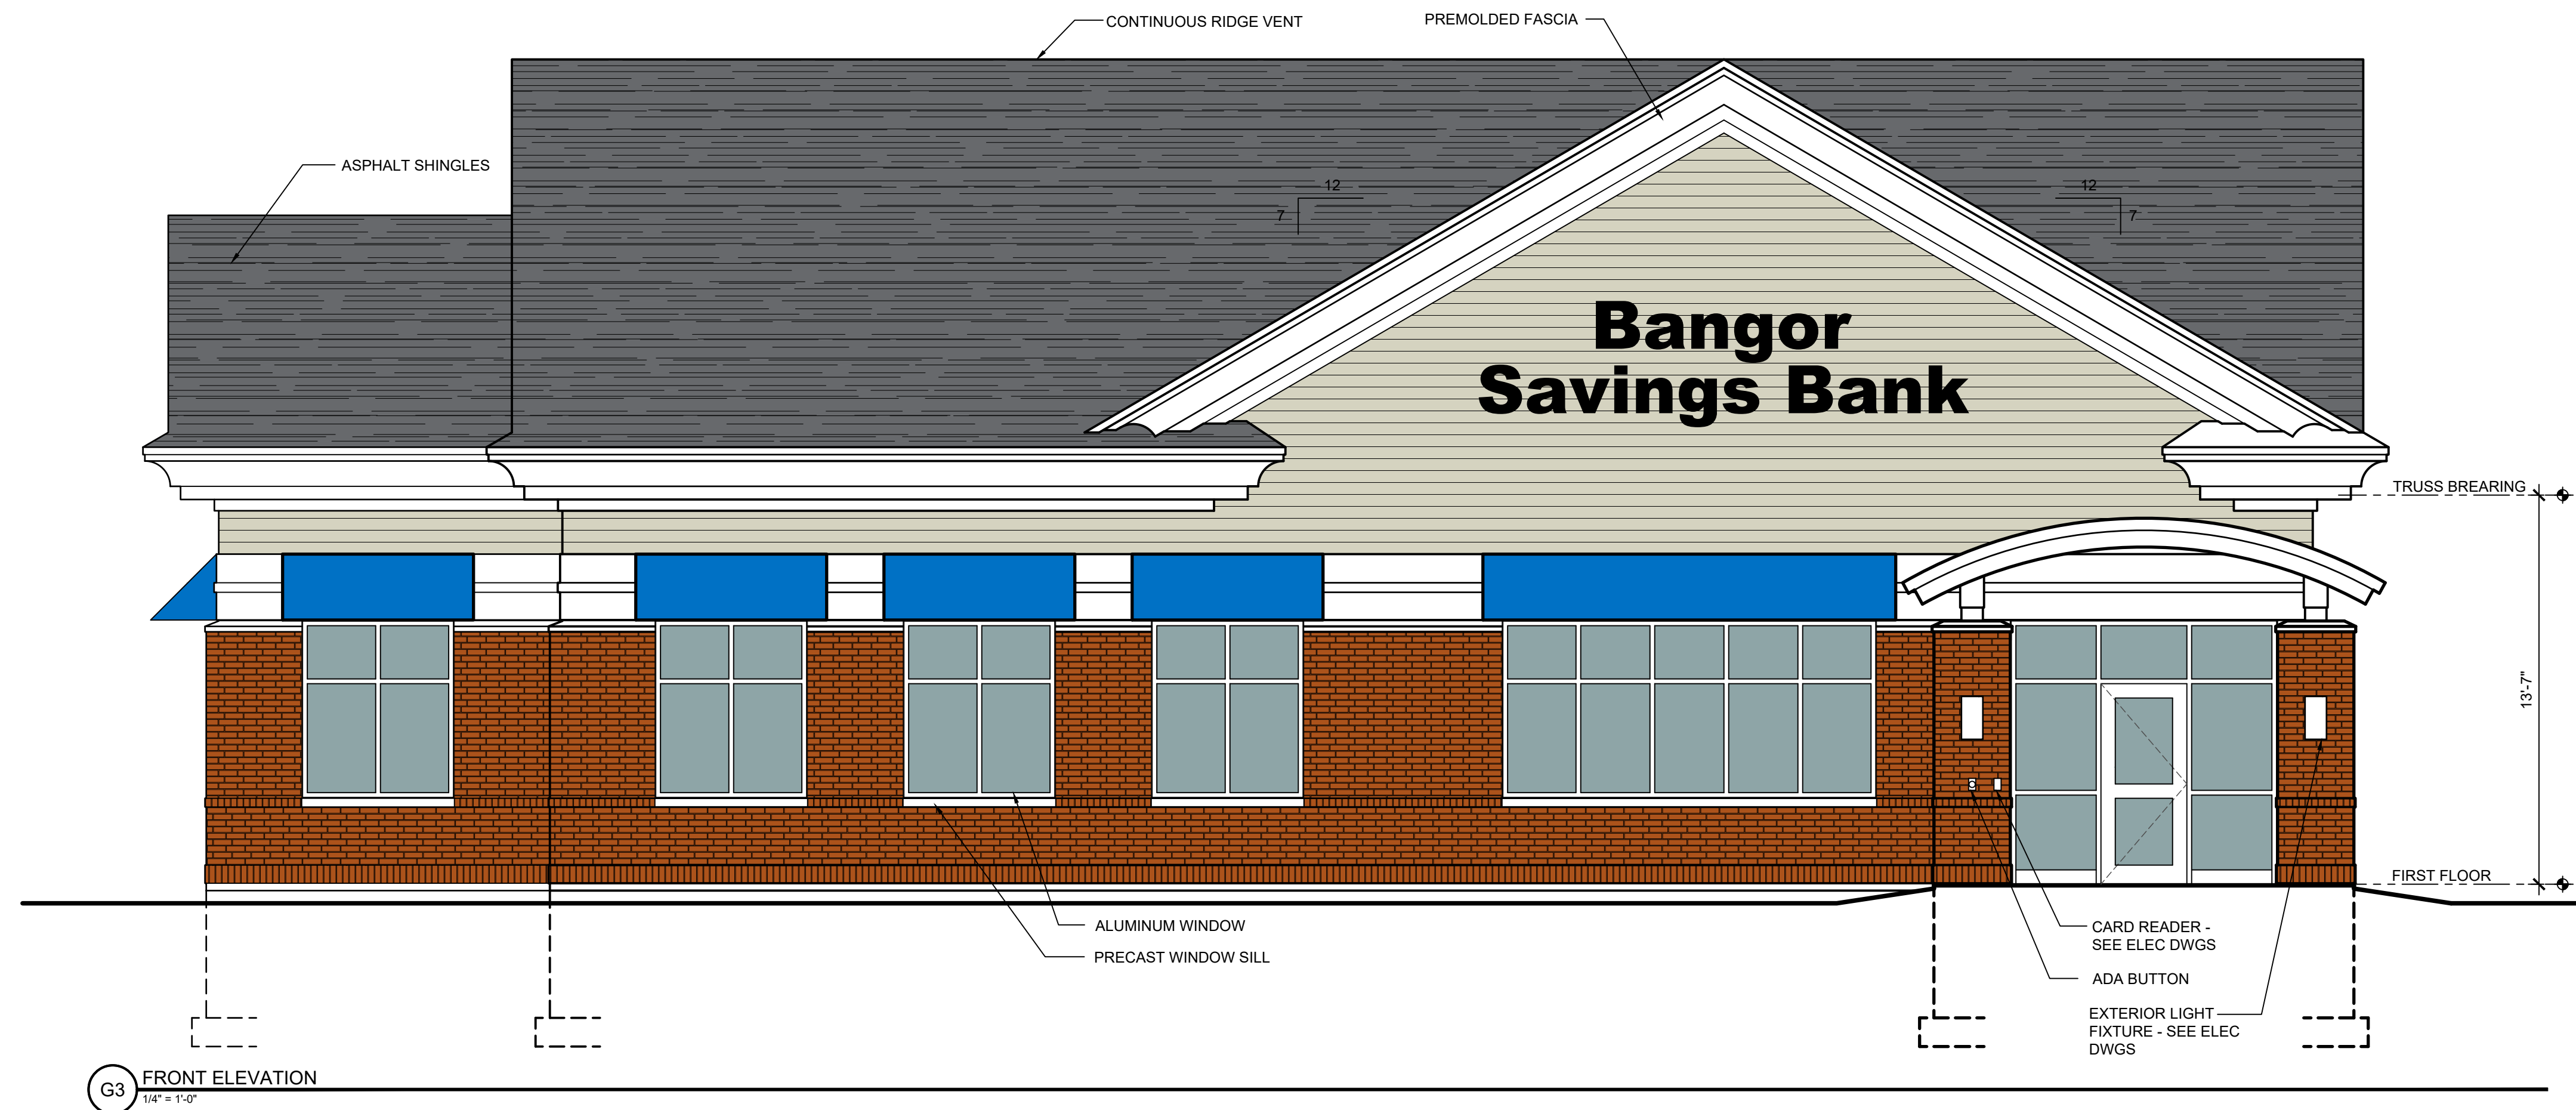 CONTINUOUS RIDGE VENT
PREMOLDED FASCIA
ASPHALT SHINGLES
12
7
12
7
Bangor
Savings Bank
TRUSS BREARING
13'-7"
FIRST FLOOR
ALUMINUM WINDOW
PRECAST WINDOW SILL
CARD READER -
SEE ELEC DWGS
ADA BUTTON
EXTERIOR LIGHT
FIXTURE - SEE ELEC
DWGS
G3
FRONT ELEVATION
1/4" = 1'-0"